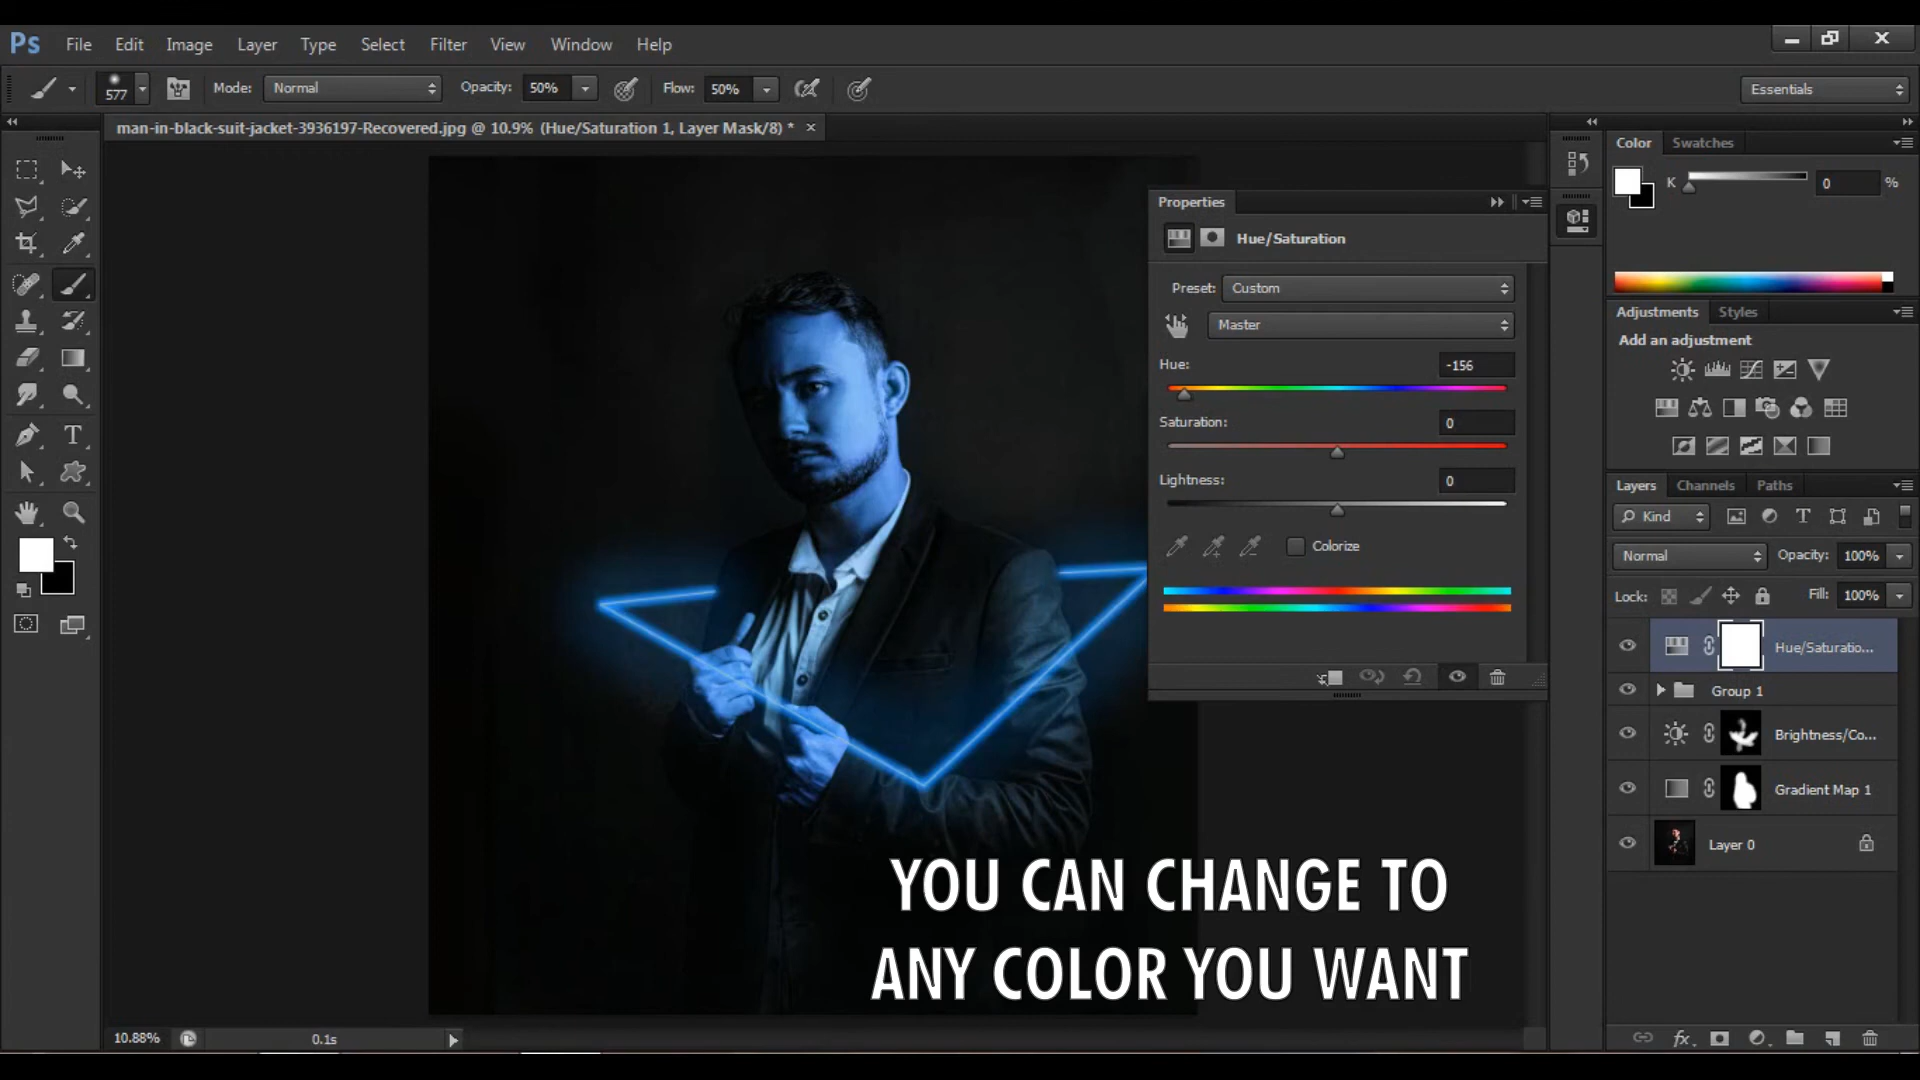 Ps File Edit Image Layer Type Select Filter View Window Help
577 Mode: Normal Opacity: 50% Flow: 50% Essentials
man-in-black-suit-jacket-3936197-Recovered.jpg @ 10.9% (Hue/Saturation 1, Layer Mask/8) *
Color Swatches
K 0 %
Properties
Hue/Saturation
Preset: Custom
Master
Hue: -156
Saturation: 0
Lightness: 0
Colorize
Adjustments Styles
Add an adjustment
Layers Channels Paths
Kind
Normal Opacity: 100%
Lock: Fill: 100%
Hue/Saturatio...
Group 1
Brightness/Co...
Gradient Map 1
Layer 0
YOU CAN CHANGE TO
ANY COLOR YOU WANT
10.88% 0.1s